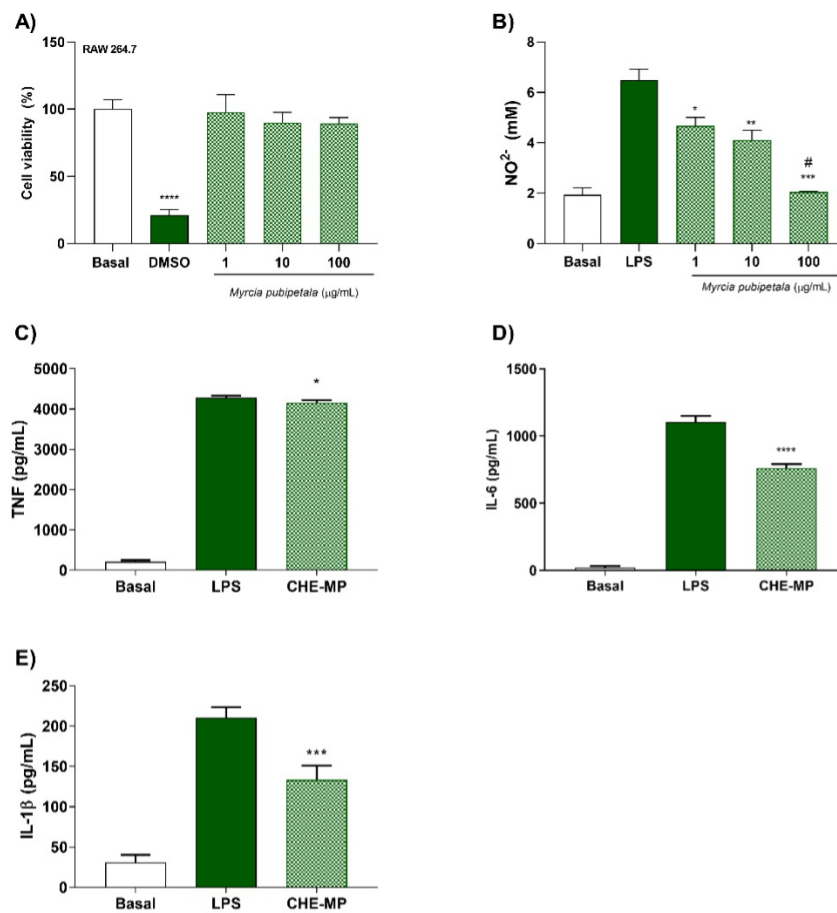 A)
RAW 264.7
Cell viability (%)
150
100
50
0
****
Basal DMSO 1 10 100
Myrcia pubipetala (µg/mL)
B)
NO²⁻ (mM)
8
6
4
2
0
*
**
#
***
Basal LPS 1 10 100
Myrcia pubipetala (µg/mL)
C)
TNF (pg/mL)
5000
4000
3000
2000
1000
0
*
Basal LPS CHE-MP
D)
IL-6 (pg/mL)
1500
1000
500
0
****
Basal LPS CHE-MP
E)
IL-1β (pg/mL)
250
200
150
100
50
0
***
Basal LPS CHE-MP